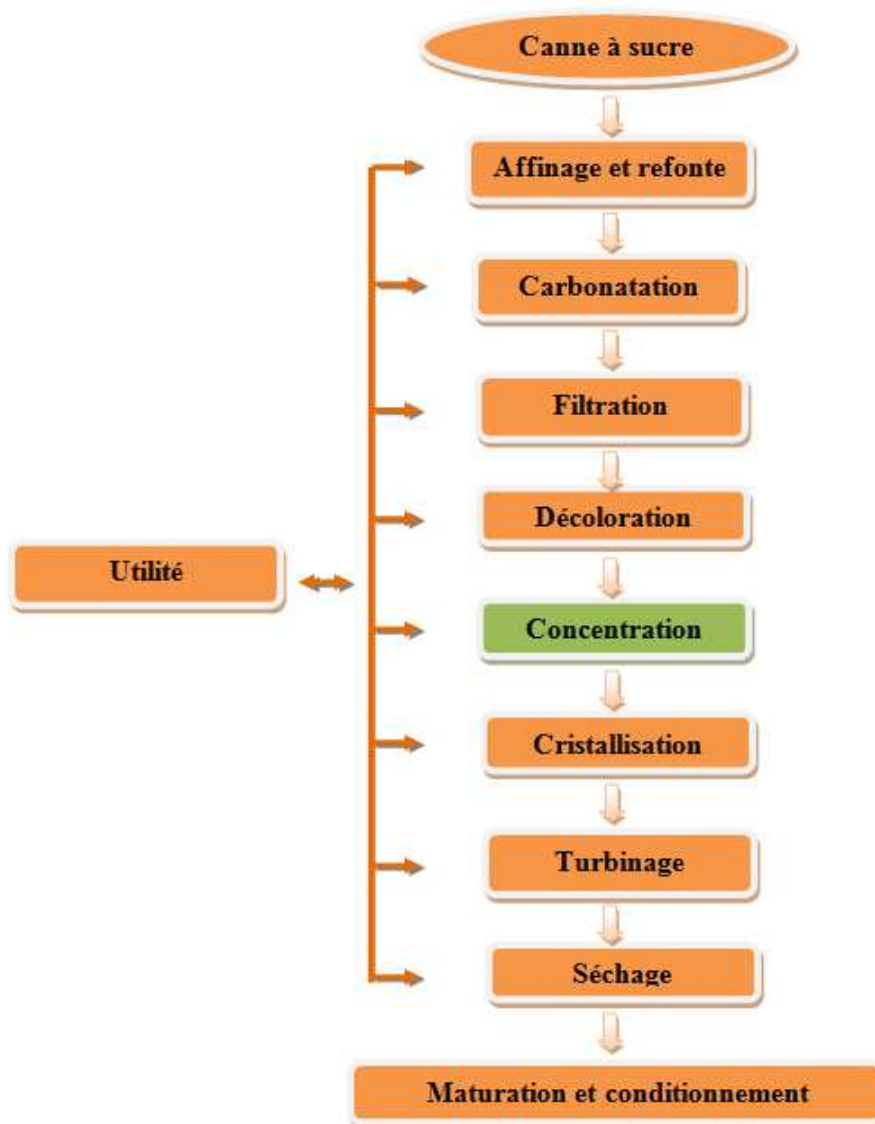 Canne à sucre
Affinage et refonte
Carbonatation
Filtration
Décoloration
Utilité
Concentration
Cristallisation
Turbinage
Séchage
Maturation et conditionnement